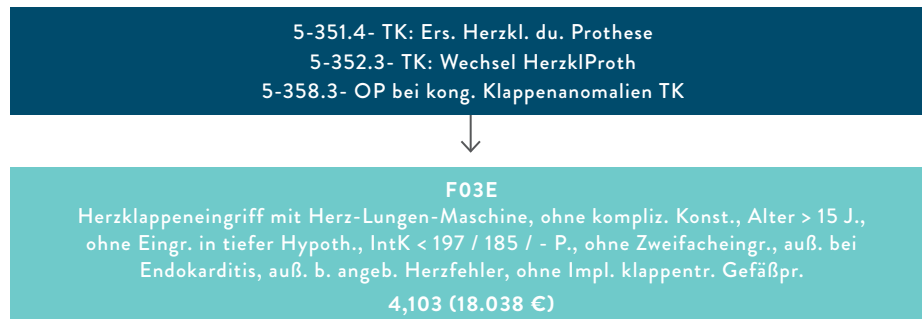 5-351.4- TK: Ers. Herzkl. du. Prothese
5-352.3- TK: Wechsel HerzklProth
5-358.3- OP bei kong. Klappenanomalien TK
F03E
Herzklappeneingriff mit Herz-Lungen-Maschine, ohne kompliz. Konst., Alter > 15 J.,
ohne Eingr. in tiefer Hypoth., IntK < 197 / 185 / - P., ohne Zweifacheingr., auß. bei
Endokarditis, auß. b. angeb. Herzfehler, ohne Impl. klappentr. Gefäßpr.
4,103 (18.038 €)